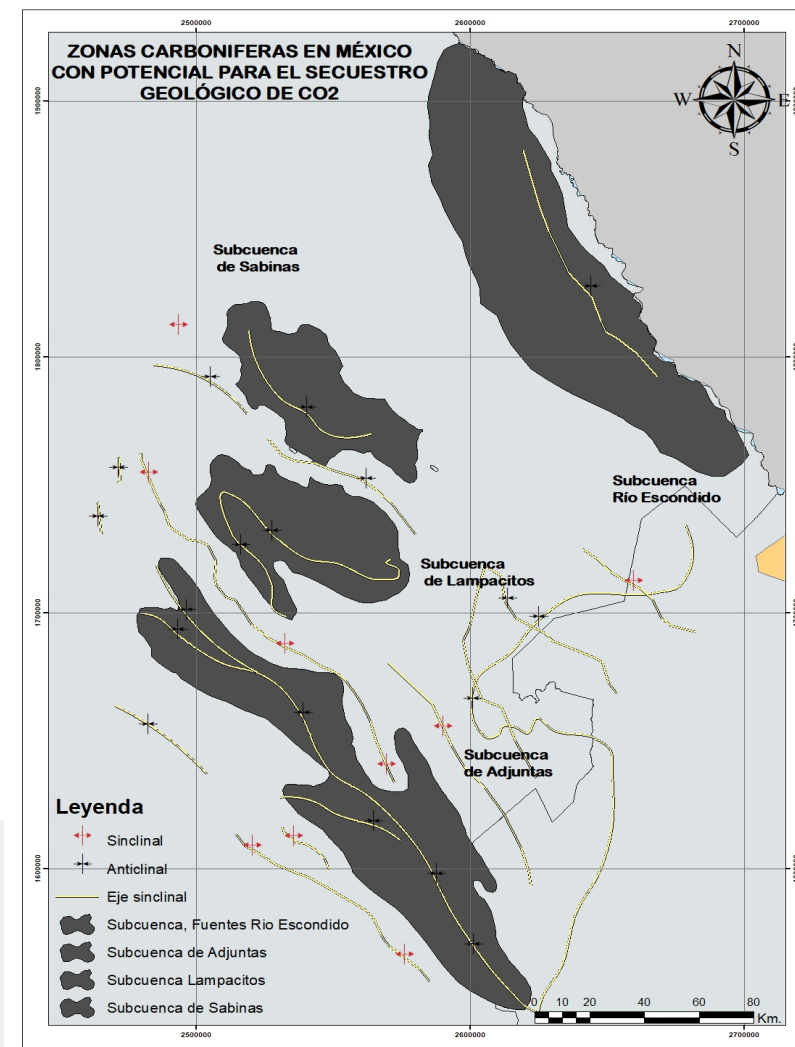 2500000
2600000
2700000
ZONAS CARBONIFERAS EN MÉXICO
CON POTENCIAL PARA EL SECUESTRO
GEOLÓGICO DE CO2
N
W
E
S
1900000
Subcuenca
de Sabinas
1800000
Subcuenca
Río Escondido
Subcuenca
de Lampacitos
1700000
Subcuenca
de Adjuntas
Leyenda
Sinclinal
Anticlinal
Eje sinclinal
Subcuenca, Fuentes Rio Escondido
Subcuenca de Adjuntas
Subcuenca Lampacitos
Subcuenca de Sabinas
1600000
0 10 20 40 60 80
Km.
2500000
2600000
2700000